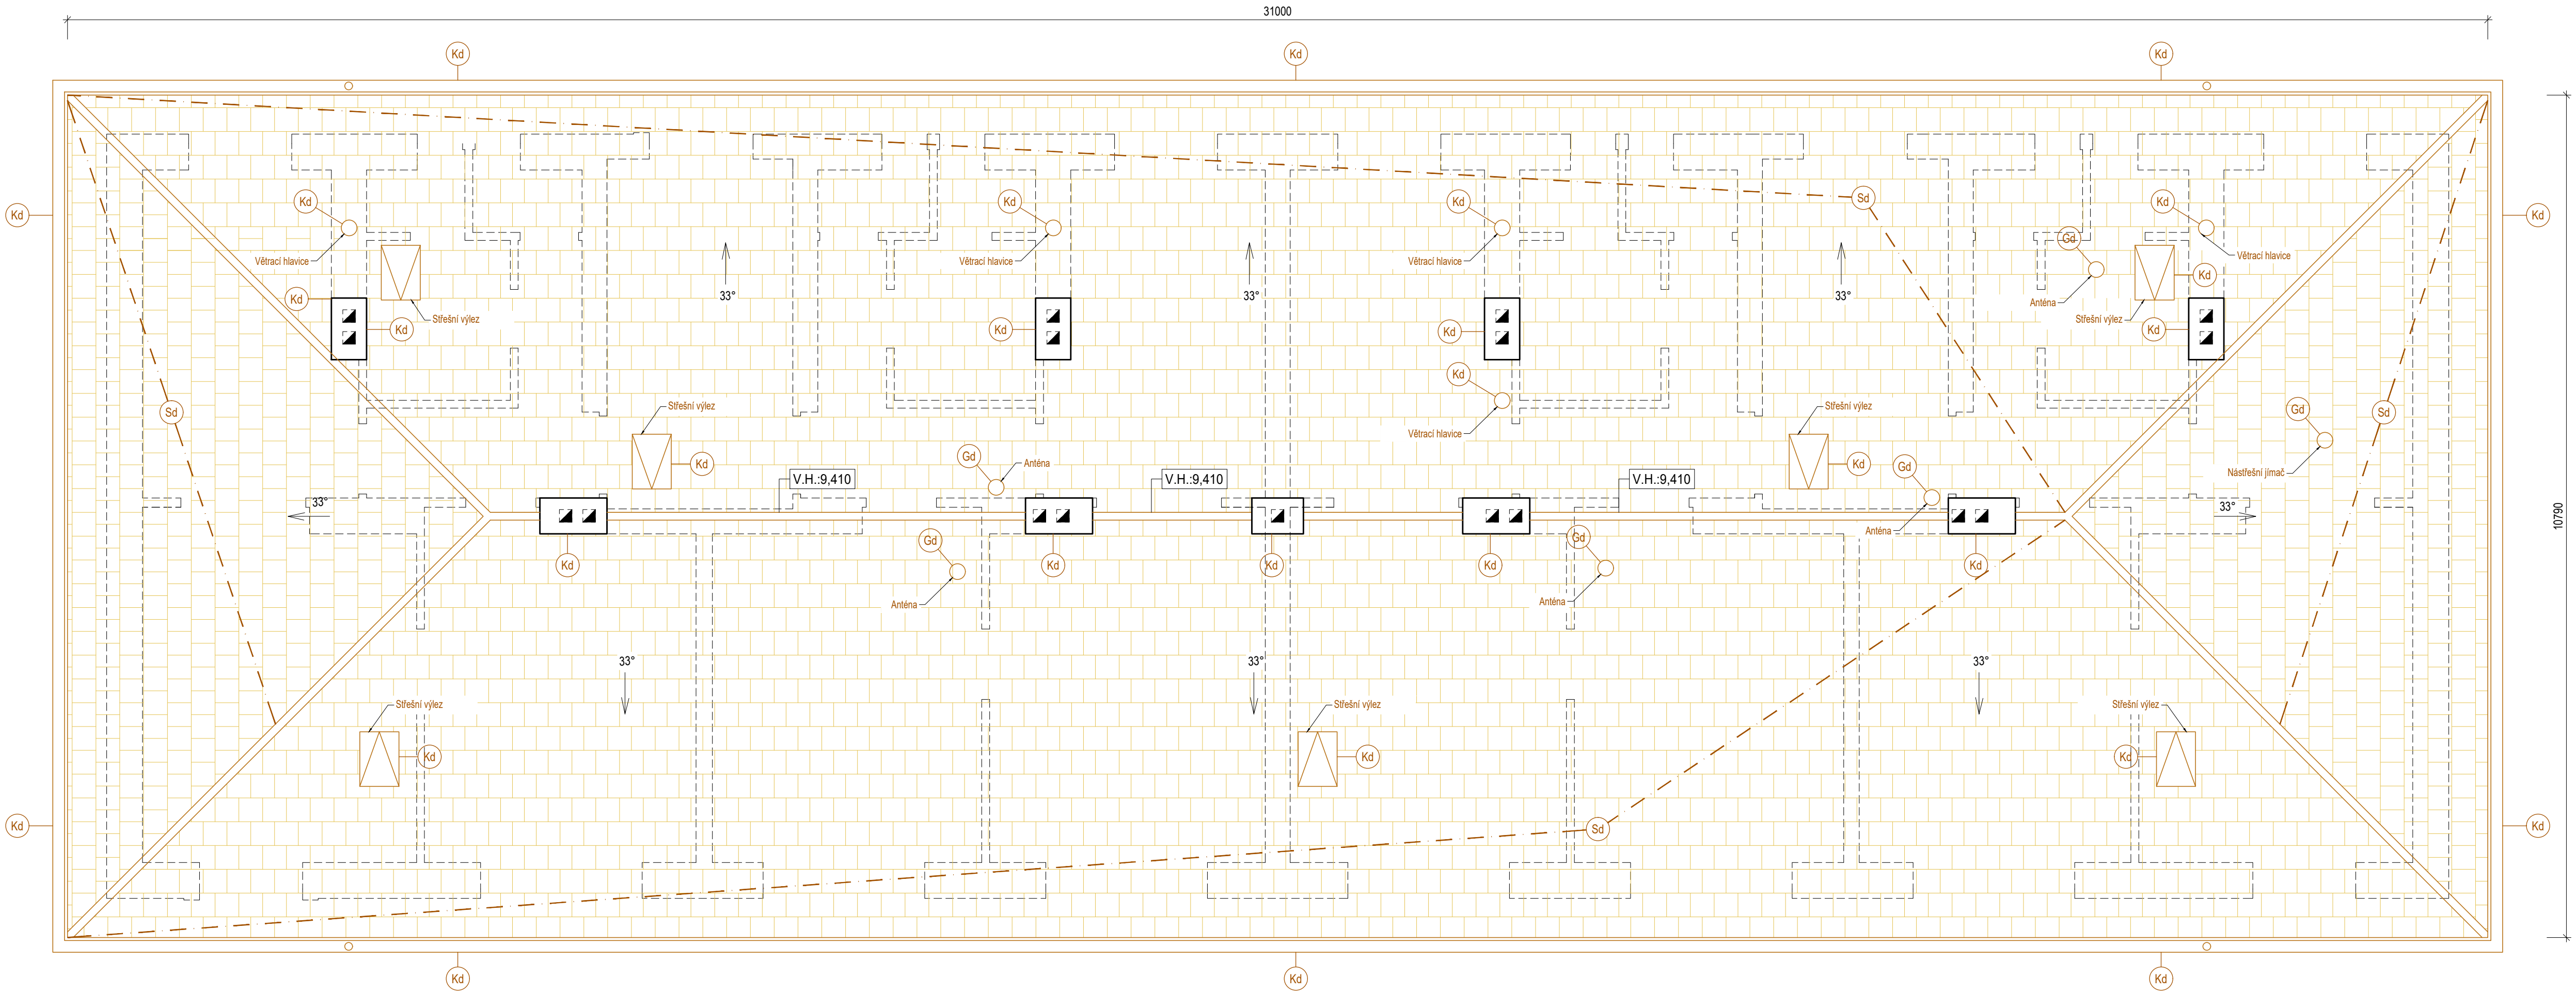 31000
Kd
Kd
Kd
Kd
Kd
Kd
Kd
Kd
Sd
Kd
Větrací hlavice
Větrací hlavice
Větrací hlavice
Gd
Větrací hlavice
Kd
33°
33°
33°
Anténa
Kd
Střešní výlez
Střešní výlez
Kd
Kd
Kd
Kd
Kd
Kd
Střešní výlez
Střešní výlez
Sd
Gd
Sd
Větrací hlavice
Kd
Gd
Anténa
Kd
Gd
Nástřešní jímač
V.H.:9,410
V.H.:9,410
V.H.:9,410
33°
33°
10790
Gd
Gd
Anténa
Kd
Kd
Kd
Kd
Kd
Anténa
Anténa
33°
33°
33°
Střešní výlez
Střešní výlez
Střešní výlez
Kd
Kd
Kd
Kd
Sd
Kd
Kd
Kd
Kd